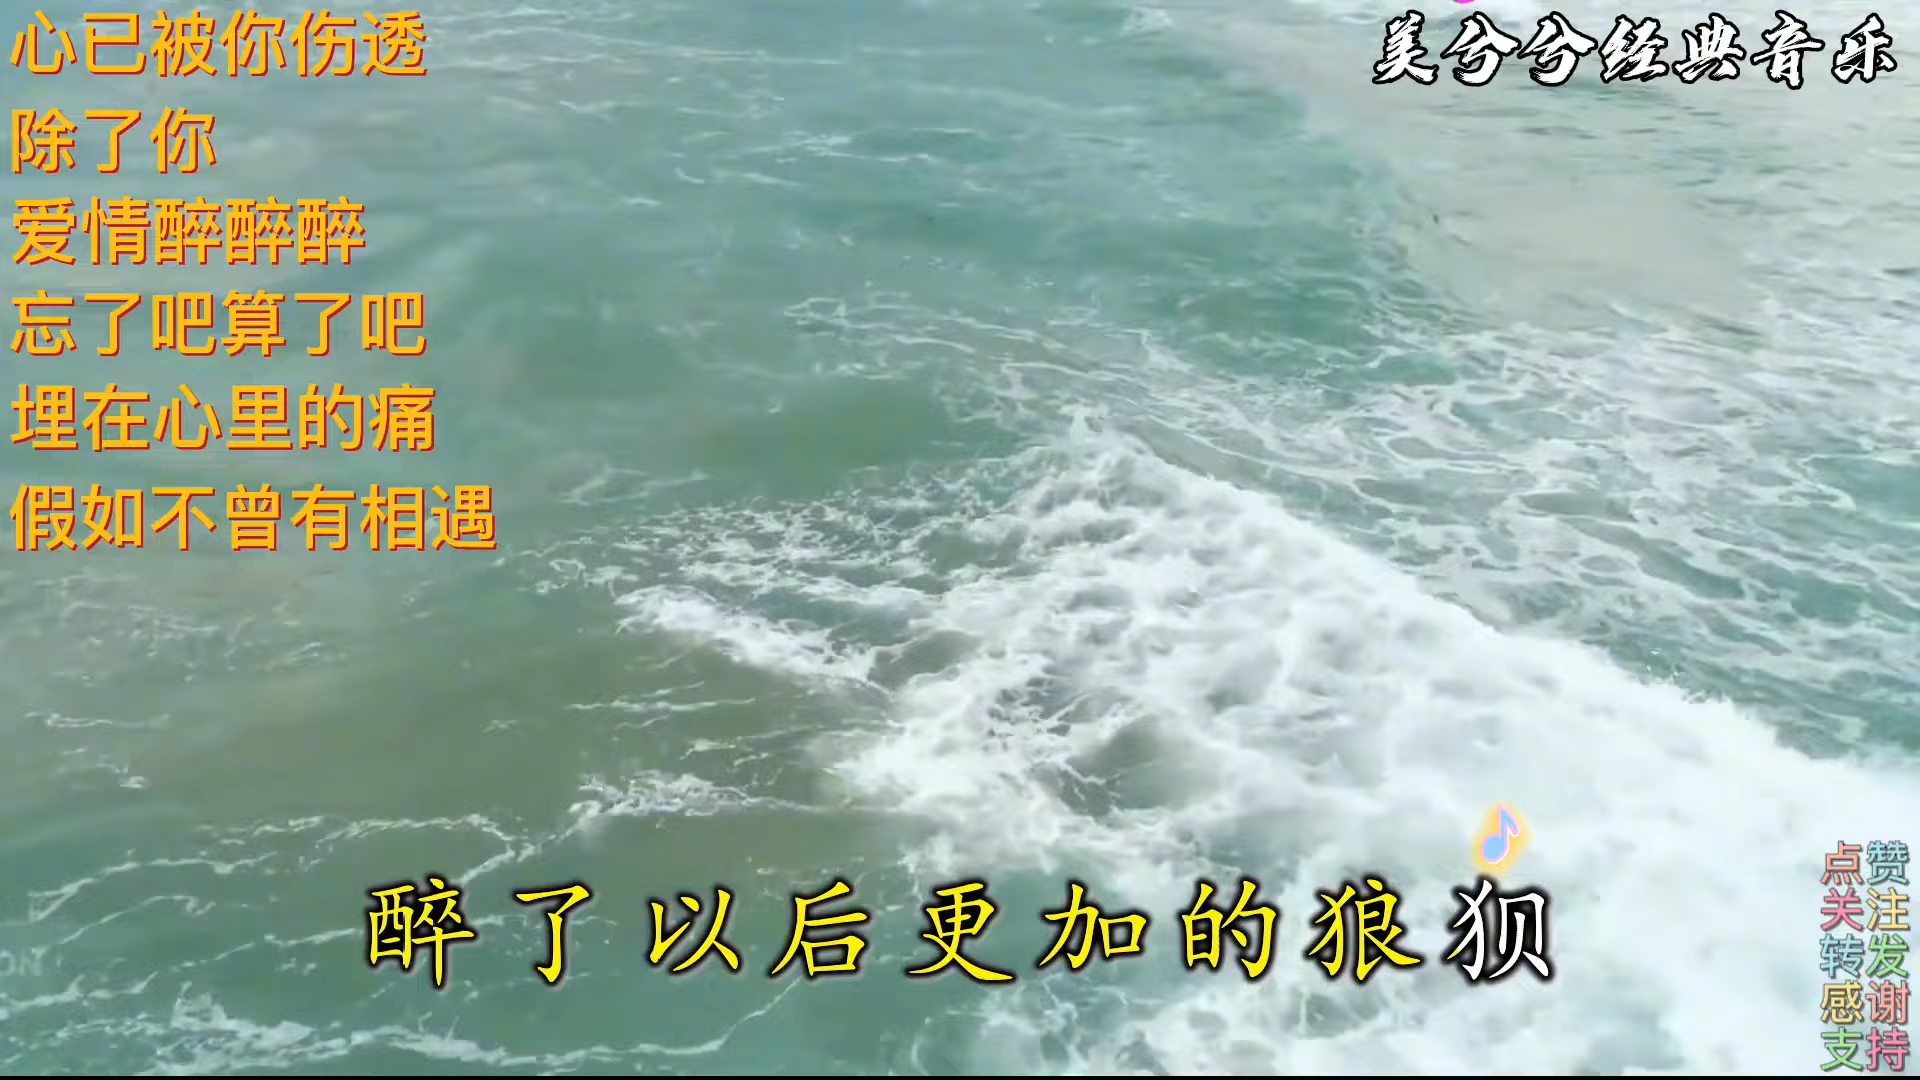 心已被你伤透
除了你
爱情醉醉醉
忘了吧算了吧
埋在心里的痛
假如不曾有相遇
美兮兮经典音乐
醉了以后更加的狼狈
点赞
关注
转发
感谢
支持
ON